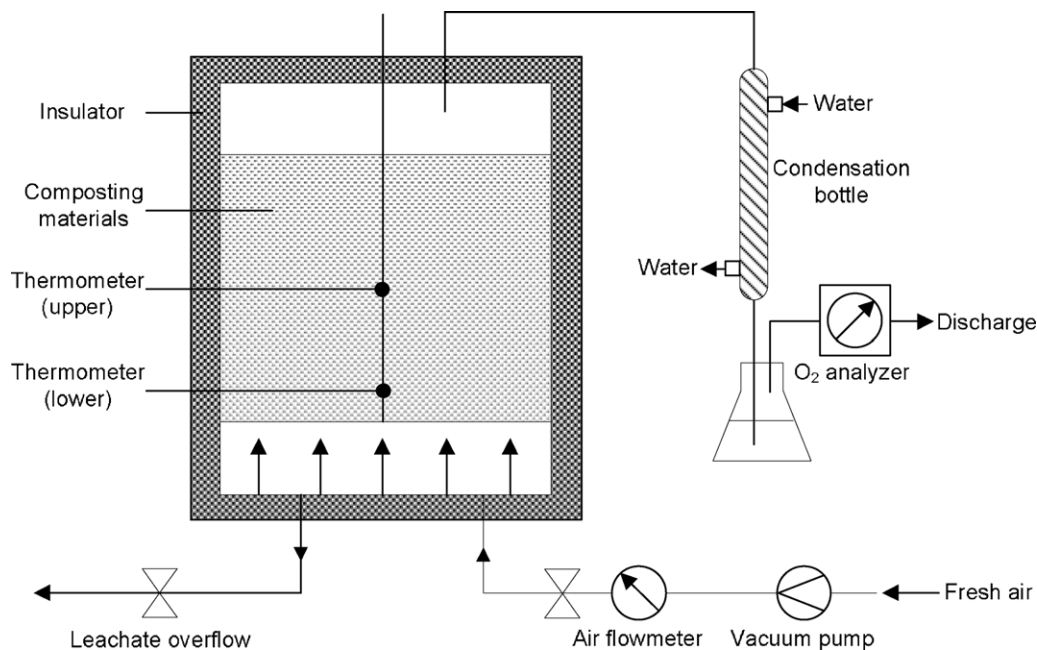 Insulator
Composting
materials
Thermometer
(upper)
Thermometer
(lower)
Water
Condensation
bottle
Water
Discharge
O₂ analyzer
Fresh air
Leachate overflow
Air flowmeter
Vacuum pump